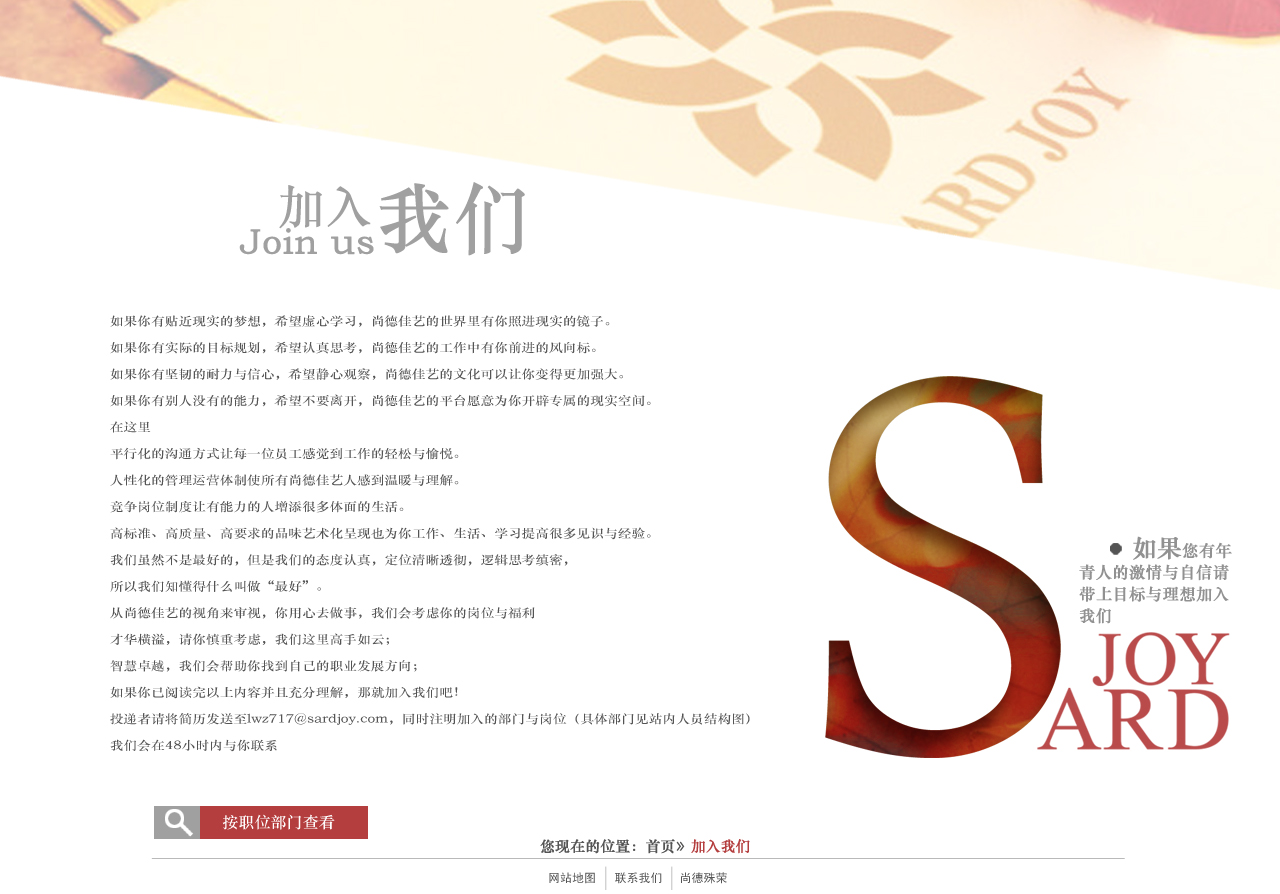 ARD JOY
加入我们
Join us
如果你有贴近现实的梦想，希望虚心学习，尚德佳艺的世界里有你照进现实的镜子。
如果你有实际的目标规划，希望认真思考，尚德佳艺的工作中有你前进的风向标。
如果你有坚韧的耐力与信心，希望静心观察，尚德佳艺的文化可以让你变得更加强大。
如果你有别人没有的能力，希望不要离开，尚德佳艺的平台愿意为你开辟专属的现实空间。
在这里
平行化的沟通方式让每一位员工感觉到工作的轻松与愉悦。
人性化的管理运营体制使所有尚德佳艺人感到温暖与理解。
竞争岗位制度让有能力的人增添很多体面的生活。
高标准、高质量、高要求的品味艺术化呈现也为你工作、生活、学习提高很多见识与经验。
我们虽然不是最好的，但是我们的态度认真，定位清晰透彻，逻辑思考缜密，
所以我们知懂得什么叫做“最好”。
从尚德佳艺的视角来审视，你用心去做事，我们会考虑你的岗位与福利
才华横溢，请你慎重考虑，我们这里高手如云；
智慧卓越，我们会帮助你找到自己的职业发展方向；
如果你已阅读完以上内容并且充分理解，那就加入我们吧！
投递者请将简历发送至lwz717@sardjoy.com，同时注明加入的部门与岗位（具体部门见站内人员结构图）
我们会在48小时内与你联系
● 如果您有年
青人的激情与自信请
带上目标与理想加入
我们
JOY
SARD
按职位部门查看
您现在的位置：首页》加入我们
网站地图 联系我们 尚德殊荣